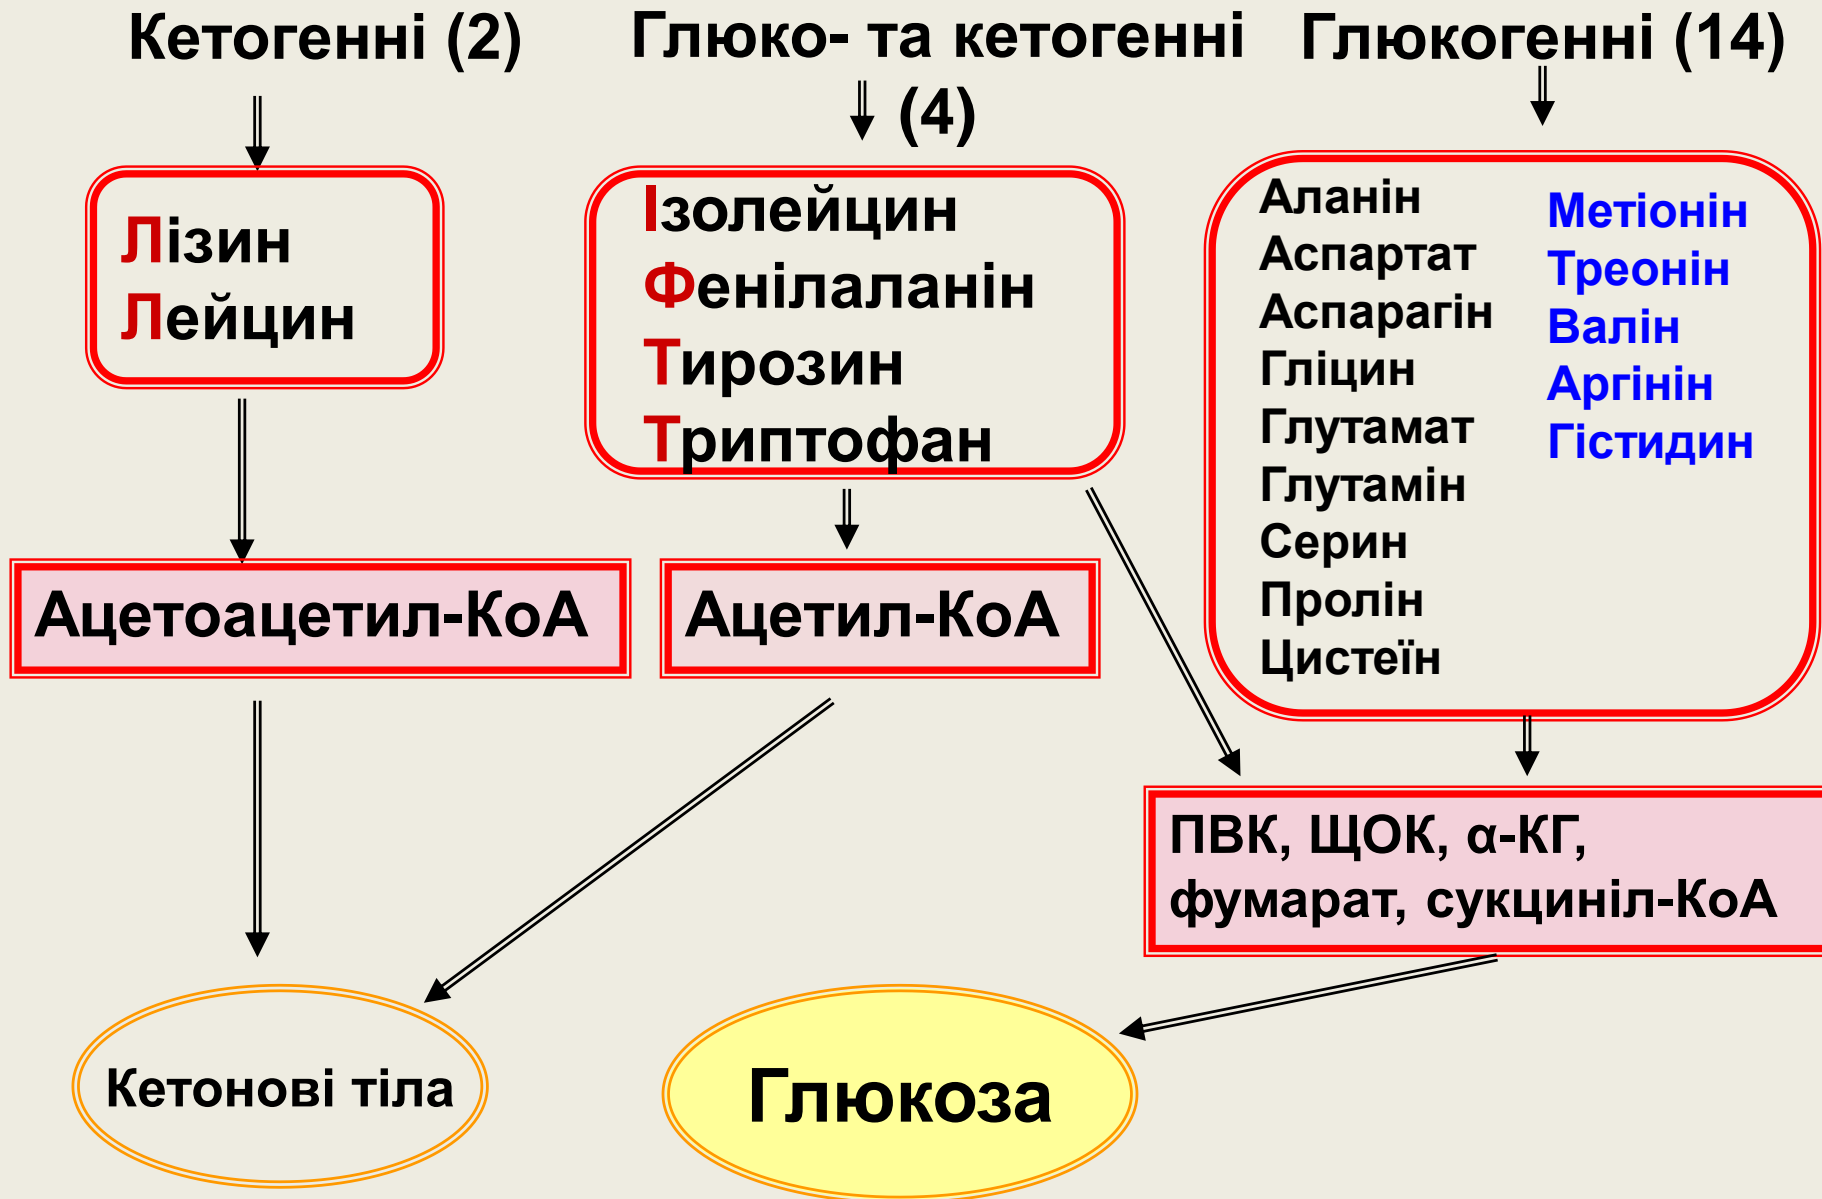 Кетогенні (2)
Глюко- та кетогенні
(4)
Глюкогенні (14)
Лізин
Лейцин
Ізолейцин
Фенілаланін
Тирозин
Триптофан
Аланін
Аспартат
Аспарагін
Гліцин
Глутамат
Глутамін
Серин
Пролін
Цистеїн
Метіонін
Треонін
Валін
Аргінін
Гістидин
Ацетоацетил-КоА
Ацетил-КоА
ПВК, ЩОК, α-КГ,
фумарат, сукциніл-КоА
Кетонові тіла
Глюкоза